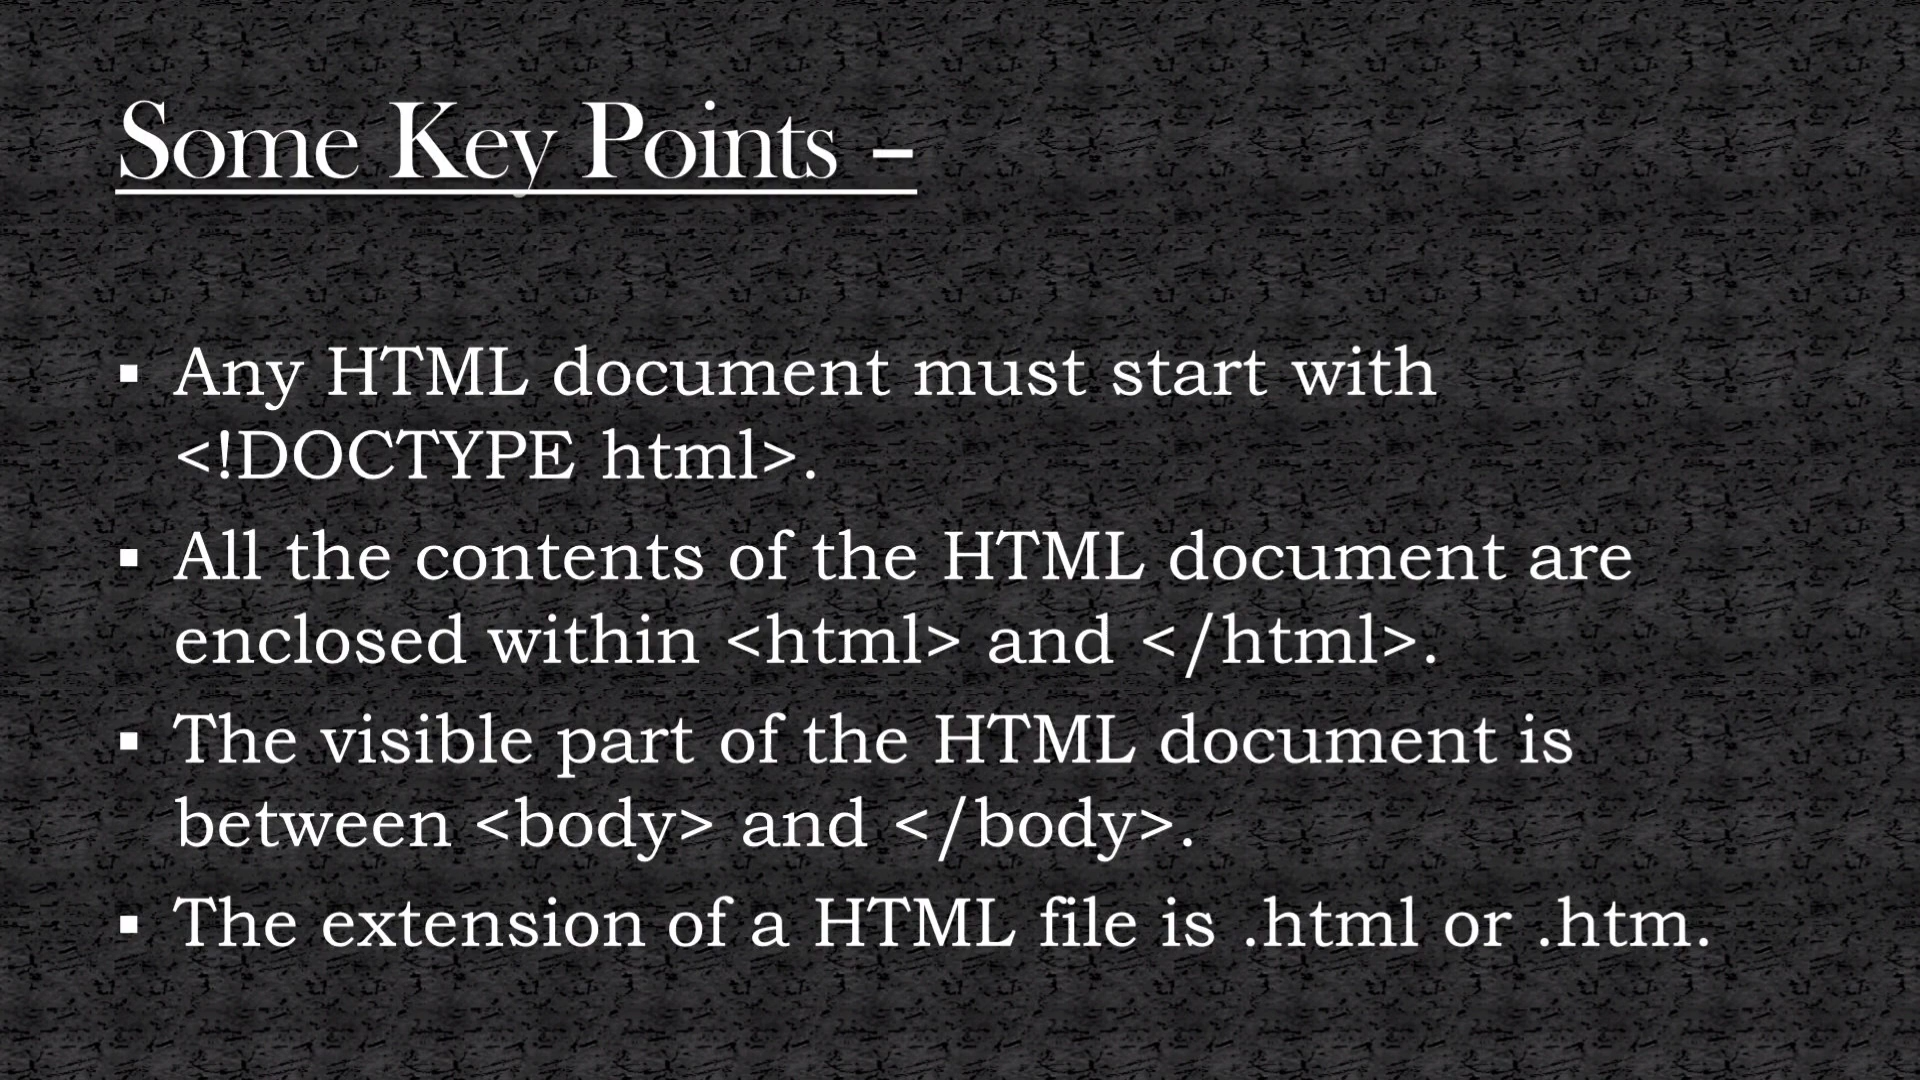 Some Key Points –
▪ Any HTML document must start with
<!DOCTYPE html>.
▪ All the contents of the HTML document are
enclosed within <html> and </html>.
▪ The visible part of the HTML document is
between <body> and </body>.
▪ The extension of a HTML file is .html or .htm.